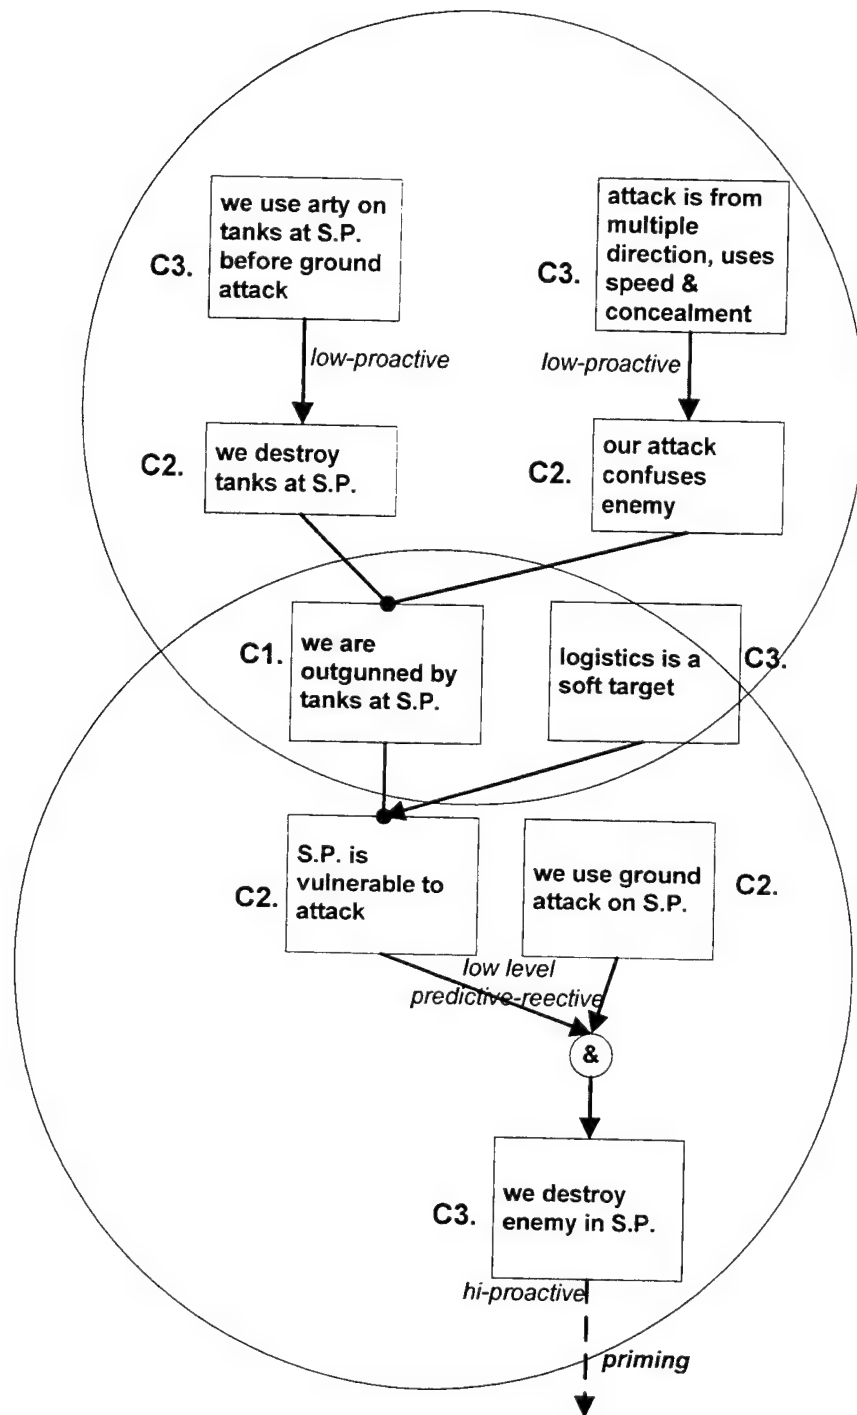 we use arty on
tanks at S.P.
before ground
attack
C3.
attack is from
multiple
direction, uses
speed &
concealment
C3.
low-proactive
low-proactive
C2.
we destroy
tanks at S.P.
C2.
our attack
confuses
enemy
C1.
we are
outgunned by
tanks at S.P.
logistics is a
soft target
C3.
C2.
S.P. is
vulnerable to
attack
we use ground
attack on S.P.
C2.
low level
predictive-reective
&
C3.
we destroy
enemy in S.P.
hi-proactive
priming